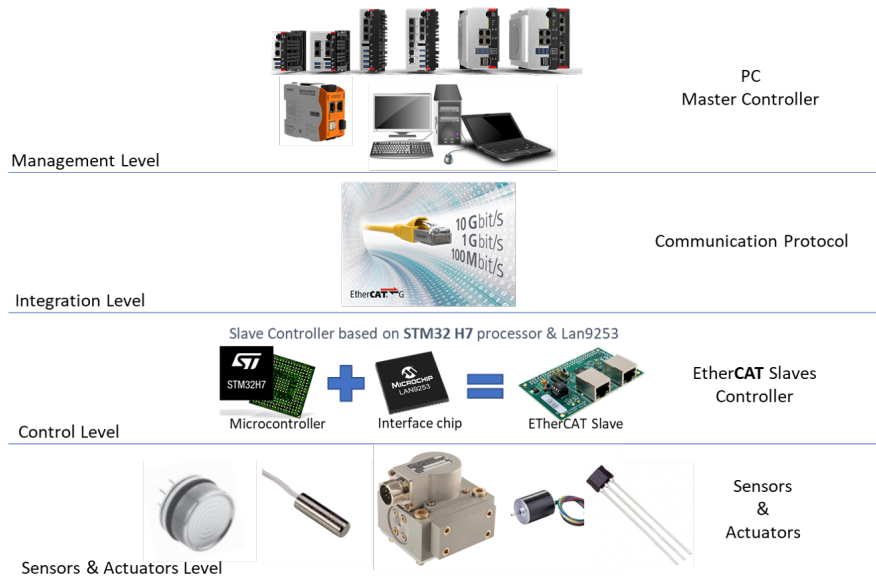 PC
Master Controller
Management Level
10 Gbit/s
1 Gbit/s
100 Mbit/s
EtherCAT G
Communication Protocol
Integration Level
Slave Controller based on STM32 H7 processor & Lan9253
STM32H7
MICROCHIP
LAN9253
Microcontroller
Interface chip
ETherCAT Slave
EtherCAT Slaves
Controller
Control Level
Sensors
&
Actuators
Sensors & Actuators Level